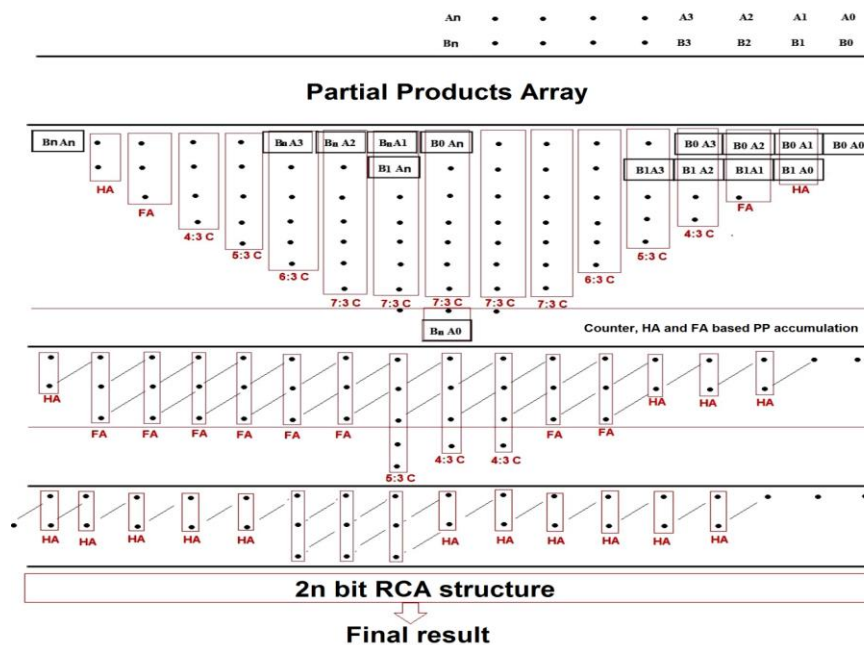 An A3 A2 A1 A0
Bn B3 B2 B1 B0
Partial Products Array
Bn An Bn A3 Bn A2 Bn A1 B0 An B0 A3 B0 A2 B0 A1 B0 A0
B1 An B1A3 B1 A2 B1A1 B1 A0
HA HA
FA FA
4:3 C 4:3 C
5:3 C 5:3 C
6:3 C 6:3 C
7:3 C 7:3 C 7:3 C 7:3 C 7:3 C
Bn A0 Counter, HA and FA based PP accumulation
HA HA HA HA
FA FA FA FA FA FA FA FA
4:3 C 4:3 C
5:3 C
HA HA HA HA HA HA HA HA HA HA HA
2n bit RCA structure
Final result